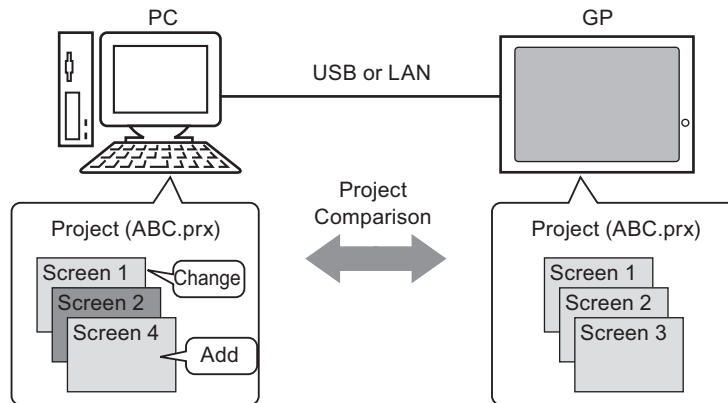 PC
GP
USB or LAN
Project
Comparison
Project (ABC.prx)
Screen 1
Change
Screen 2
Screen 4
Add
Project (ABC.prx)
Screen 1
Screen 2
Screen 3